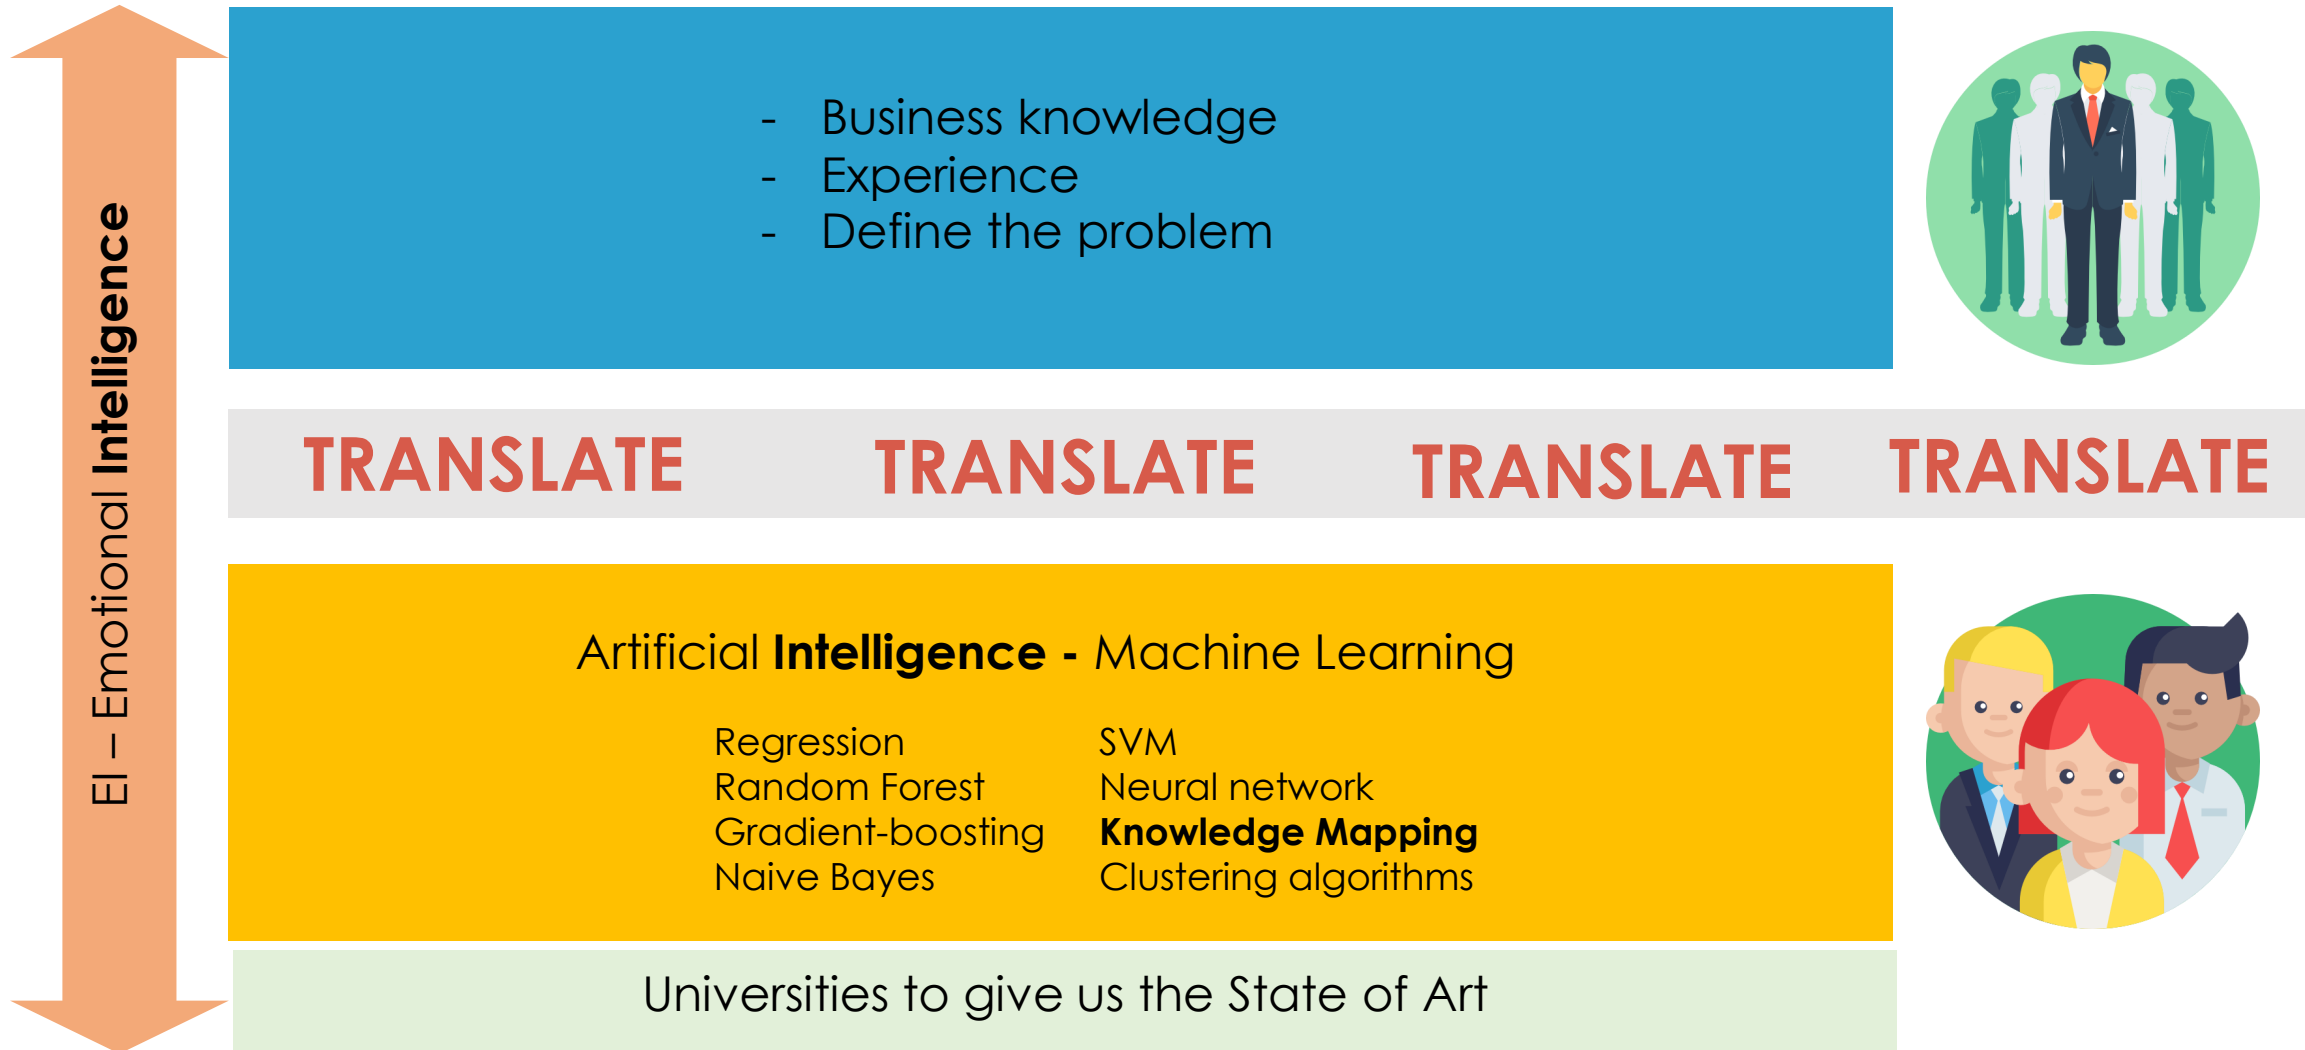 EI – Emotional Intelligence
- Business knowledge
- Experience
- Define the problem
TRANSLATE TRANSLATE TRANSLATE TRANSLATE
Artificial Intelligence - Machine Learning
Regression
Random Forest
Gradient-boosting
Naive Bayes
SVM
Neural network
Knowledge Mapping
Clustering algorithms
Universities to give us the State of Art